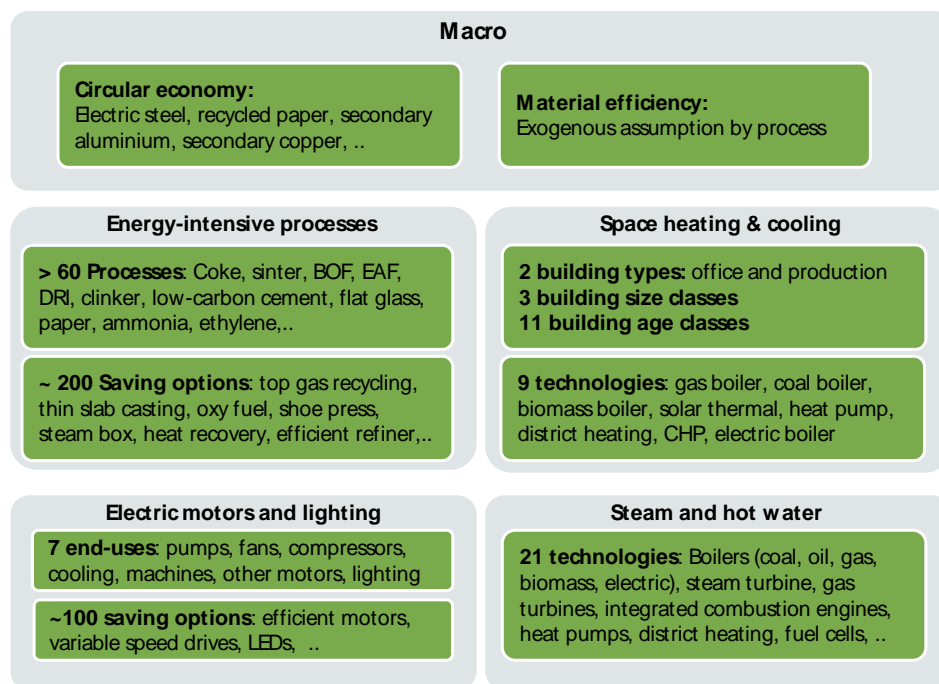 Macro
Circular economy:
Electric steel, recycled paper, secondary
aluminium, secondary copper, ..
Material efficiency:
Exogenous assumption by process
Energy-intensive processes
> 60 Processes: Coke, sinter, BOF, EAF,
DRI, clinker, low-carbon cement, flat glass,
paper, ammonia, ethylene,..
~ 200 Saving options: top gas recycling,
thin slab casting, oxy fuel, shoe press,
steam box, heat recovery, efficient refiner,..
Space heating & cooling
2 building types: office and production
3 building size classes
11 building age classes
9 technologies: gas boiler, coal boiler,
biomass boiler, solar thermal, heat pump,
district heating, CHP, electric boiler
Electric motors and lighting
7 end-uses: pumps, fans, compressors,
cooling, machines, other motors, lighting
~100 saving options: efficient motors,
variable speed drives, LEDs, ..
Steam and hot water
21 technologies: Boilers (coal, oil, gas,
biomass, electric), steam turbine, gas
turbines, integrated combustion engines,
heat pumps, district heating, fuel cells, ..